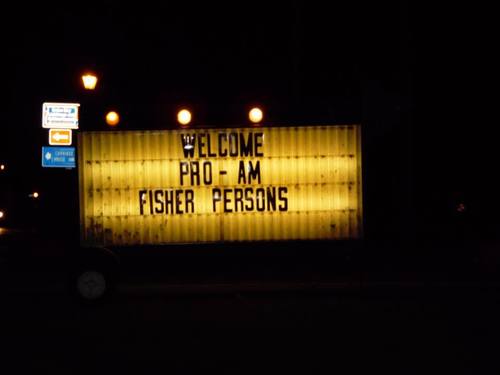 WELCOME
PRO - AM
FISHER PERSONS